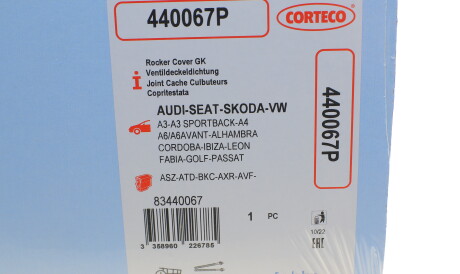 440067P
CORTECO
Rocker Cover GK
Ventildeckeldichtung
Joint Cache Culbuteurs
Copritestata
AUDI-SEAT-SKODA-VW
A3-A3 SPORTBACK-A4
A6/A6AVANT-ALHAMBRA
CORDOBA-IBIZA-LEON
FABIA-GOLF-PASSAT
440067P
ASZ-ATD-BKC-AXR-AVF-
83440067
1 PC
10/22
3 358960 226785
EAC